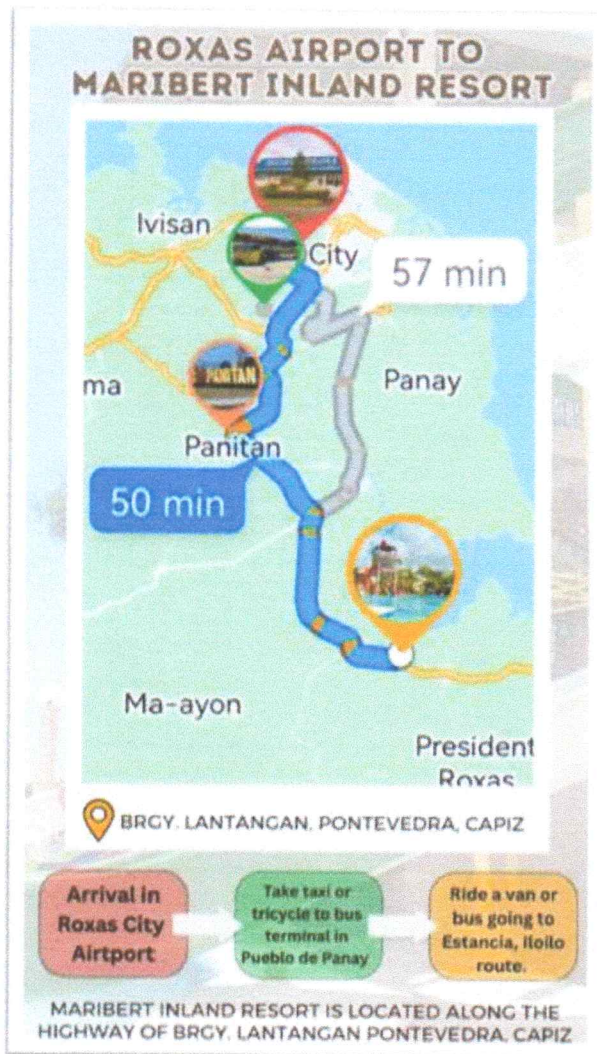 ROXAS AIRPORT TO
MARIBERT INLAND RESORT
Ivisan
City
57 min
ma
PANITAN
Panay
Panitan
50 min
Ma-ayon
President
Roxas
BRGY. LANTANGAN, PONTEVEDRA, CAPIZ
Arrival in
Roxas City
Airtport
Take taxi or
tricycle to bus
terminal in
Pueblo de Panay
Ride a van or
bus going to
Estancia, Iloilo
route.
MARIBERT INLAND RESORT IS LOCATED ALONG THE
HIGHWAY OF BRGY. LANTANGAN PONTEVEDRA, CAPIZ